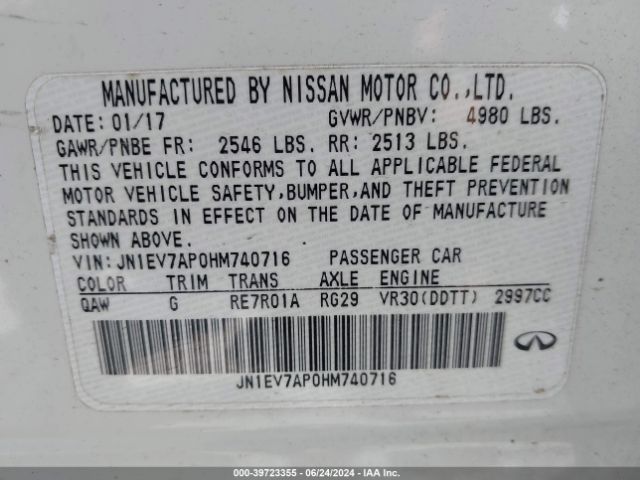 MANUFACTURED BY NISSAN MOTOR CO.,LTD.
DATE: 01/17 GVWR/PNBV: 4980 LBS.
GAWR/PNBE FR: 2546 LBS. RR: 2513 LBS.
THIS VEHICLE CONFORMS TO ALL APPLICABLE FEDERAL
MOTOR VEHICLE SAFETY,BUMPER,AND THEFT PREVENTION
STANDARDS IN EFFECT ON THE DATE OF MANUFACTURE
SHOWN ABOVE.
VIN: JN1EV7AP0HM740716 PASSENGER CAR
COLOR TRIM TRANS AXLE ENGINE
QAW G RE7R01A RG29 VR30(DDTT) 2997CC
JN1EV7AP0HM740716
000-39723355 - 06/24/2024 - IAA Inc.